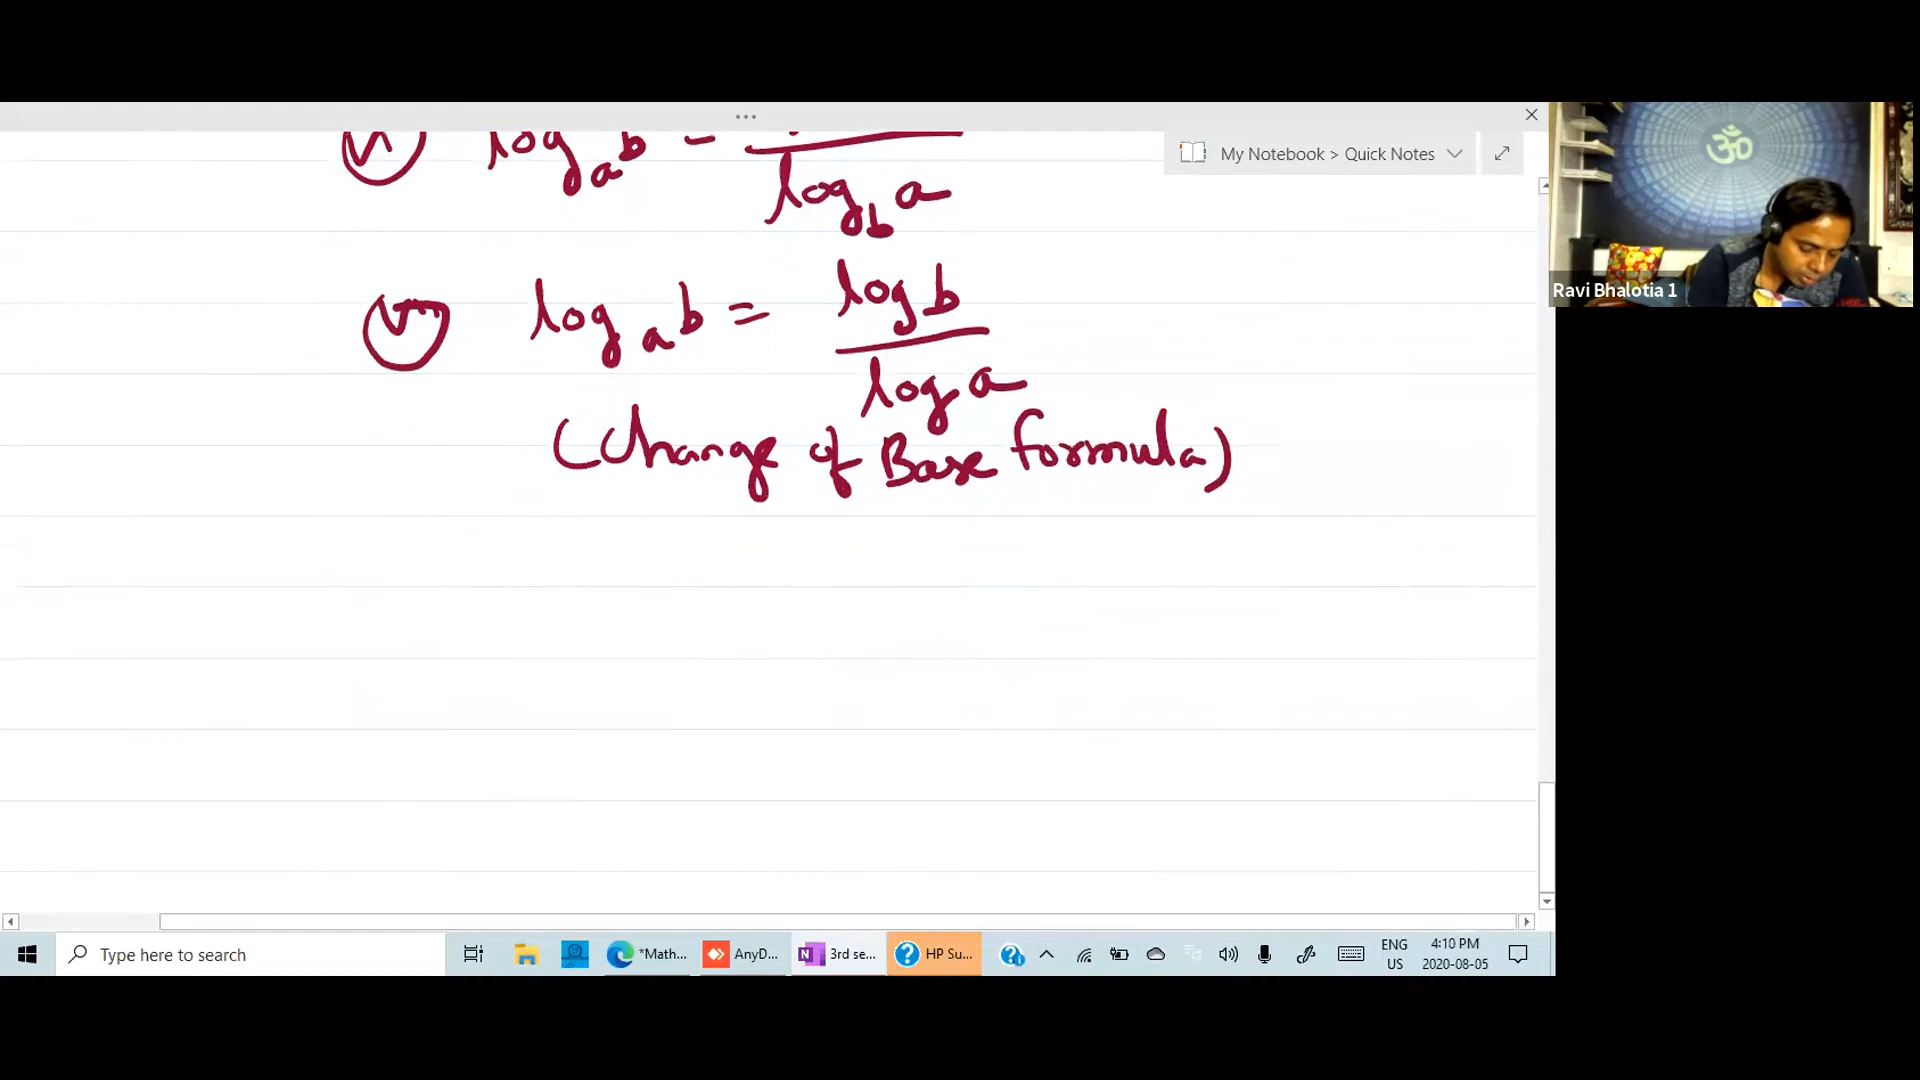 My Notebook > Quick Notes
log_a b =
log_b a
log_a b = log b / log a
(Change of Base formula)
Ravi Bhalotia 1
Type here to search
*Math...
AnyD...
3rd se...
HP Su...
ENG
US
4:10 PM
2020-08-05